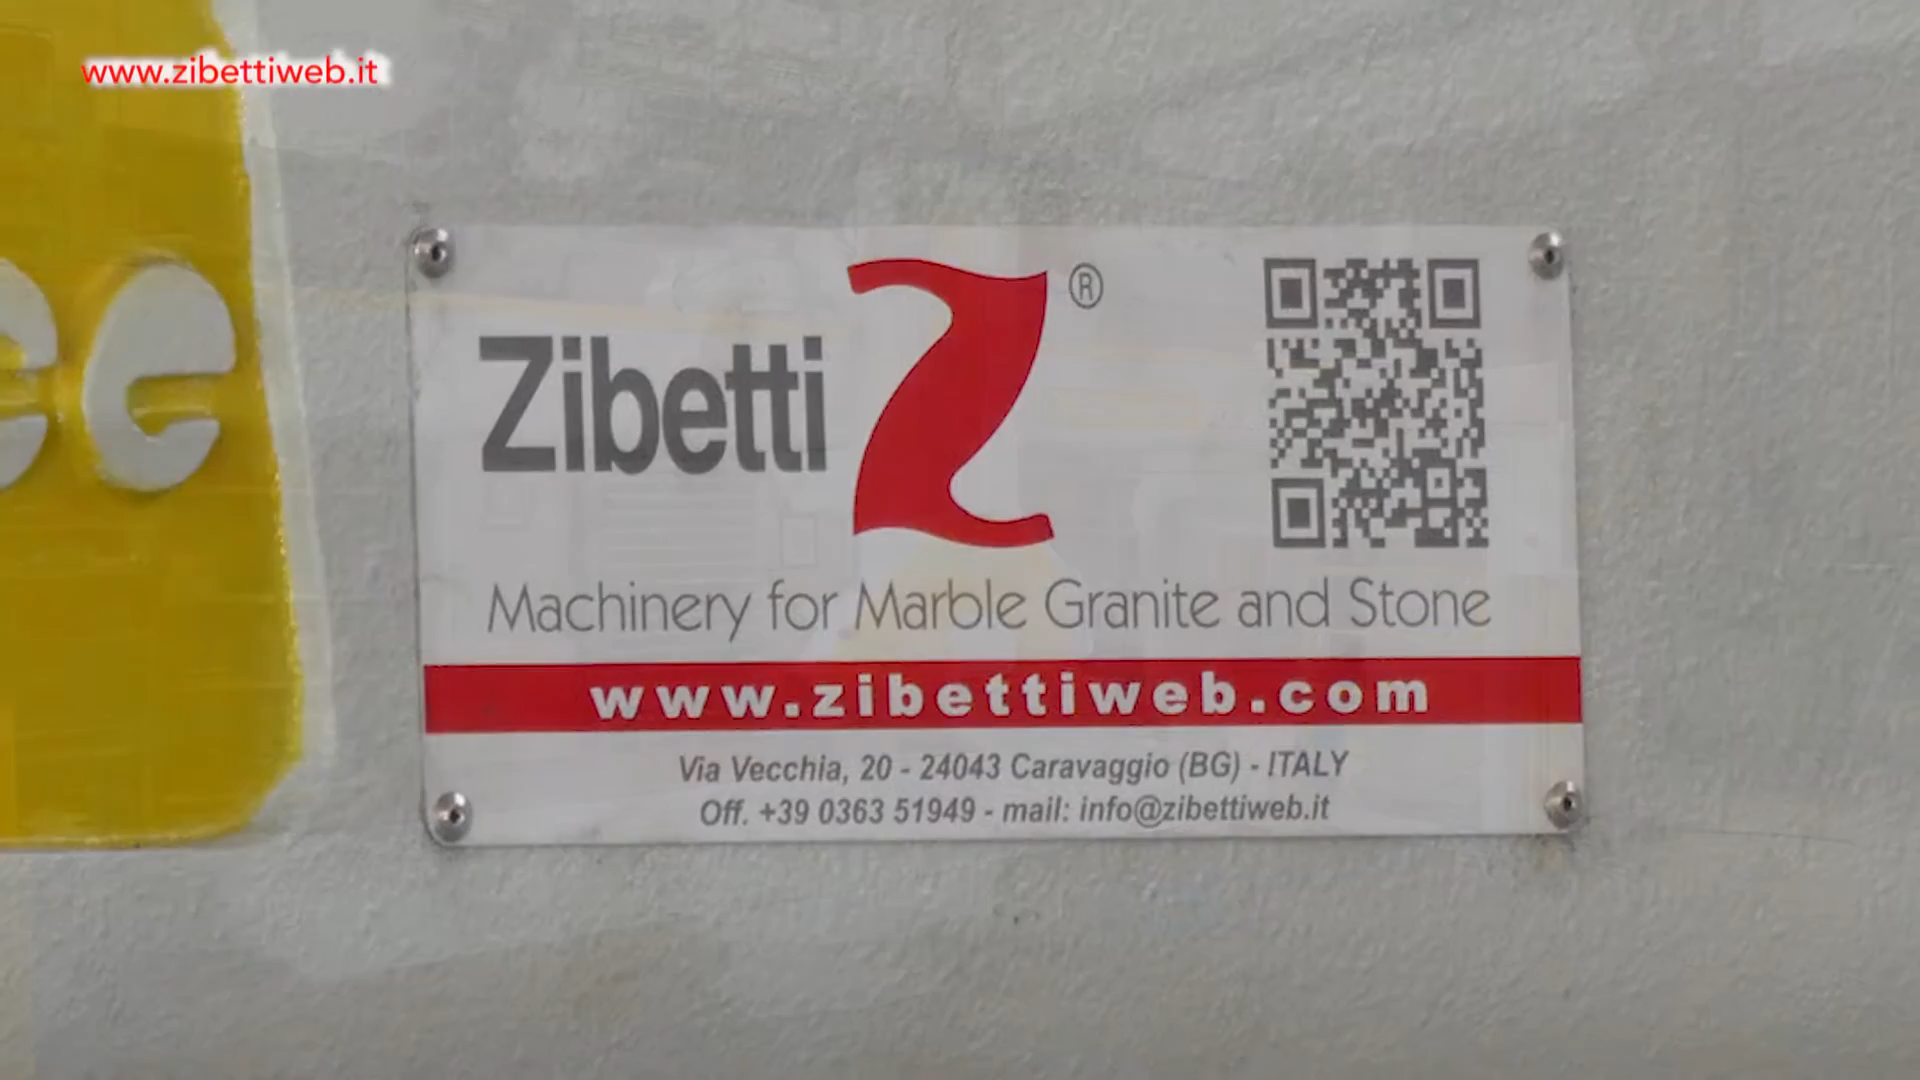 www.zibettiweb.it
Zibetti
®
Machinery for Marble Granite and Stone
www.zibettiweb.com
Via Vecchia, 20 - 24043 Caravaggio (BG) - ITALY
Off. +39 0363 51949 - mail: info@zibettiweb.it